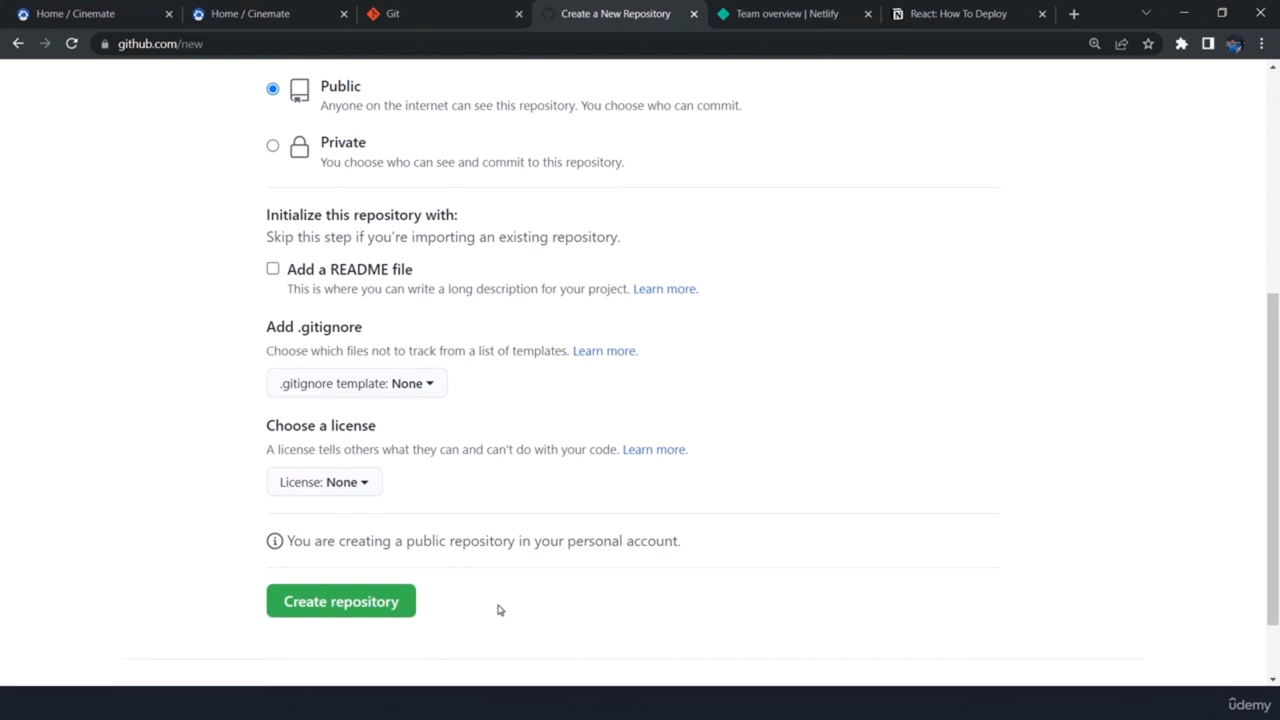 Home / Cinemate
Home / Cinemate
Git
Create a New Repository
Team overview | Netlify
React: How To Deploy
github.com/new
Public
Anyone on the internet can see this repository. You choose who can commit.
Private
You choose who can see and commit to this repository.
Initialize this repository with:
Skip this step if you're importing an existing repository.
Add a README file
This is where you can write a long description for your project. Learn more.
Add .gitignore
Choose which files not to track from a list of templates. Learn more.
.gitignore template: None
Choose a license
A license tells others what they can and can't do with your code. Learn more.
License: None
You are creating a public repository in your personal account.
Create repository
ûdemy